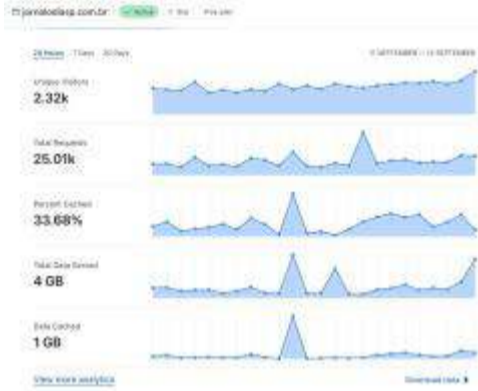 Active
24 Hours 7 Days 30 Days
Unique Visitors
2.32k
Total Requests
25.01k
Percent Cached
33.68%
Total Data Served
4 GB
Data Cached
1 GB
View more analytics
Download data